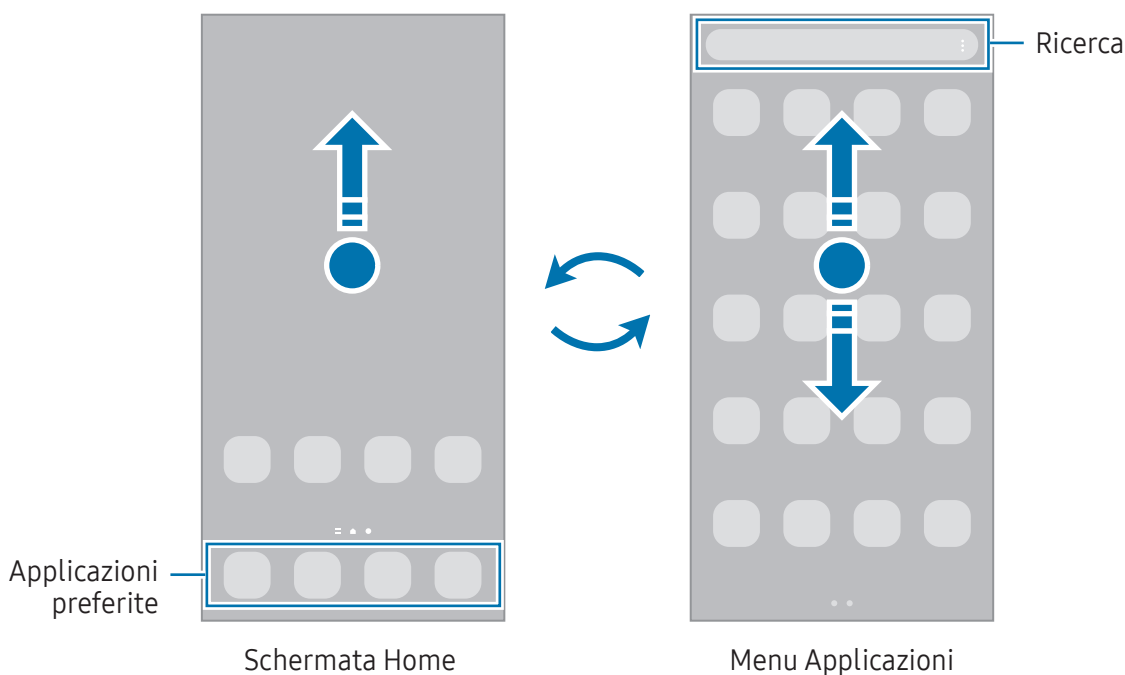 Ricerca
Applicazioni
preferite
Schermata Home
Menu Applicazioni